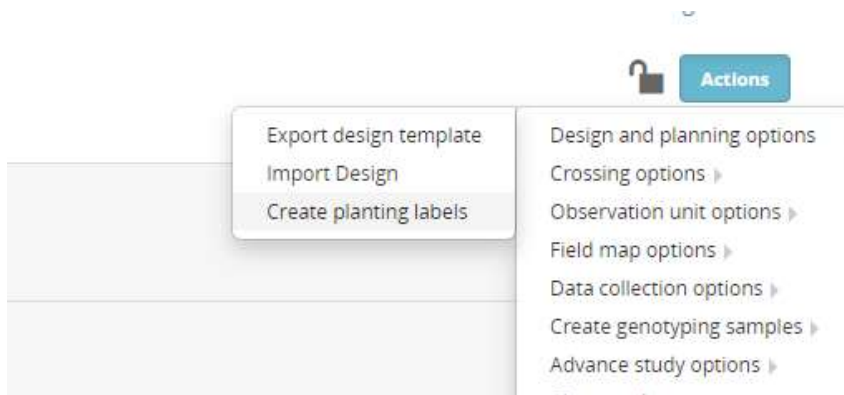 Actions
Export design template
Import Design
Create planting labels
Design and planning options
Crossing options
Observation unit options
Field map options
Data collection options
Create genotyping samples
Advance study options